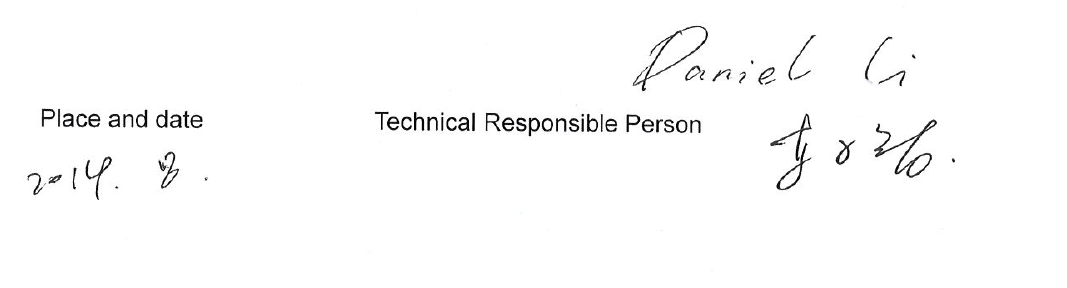 Daniel Li
Place and date
Technical Responsible Person
2014. 8.